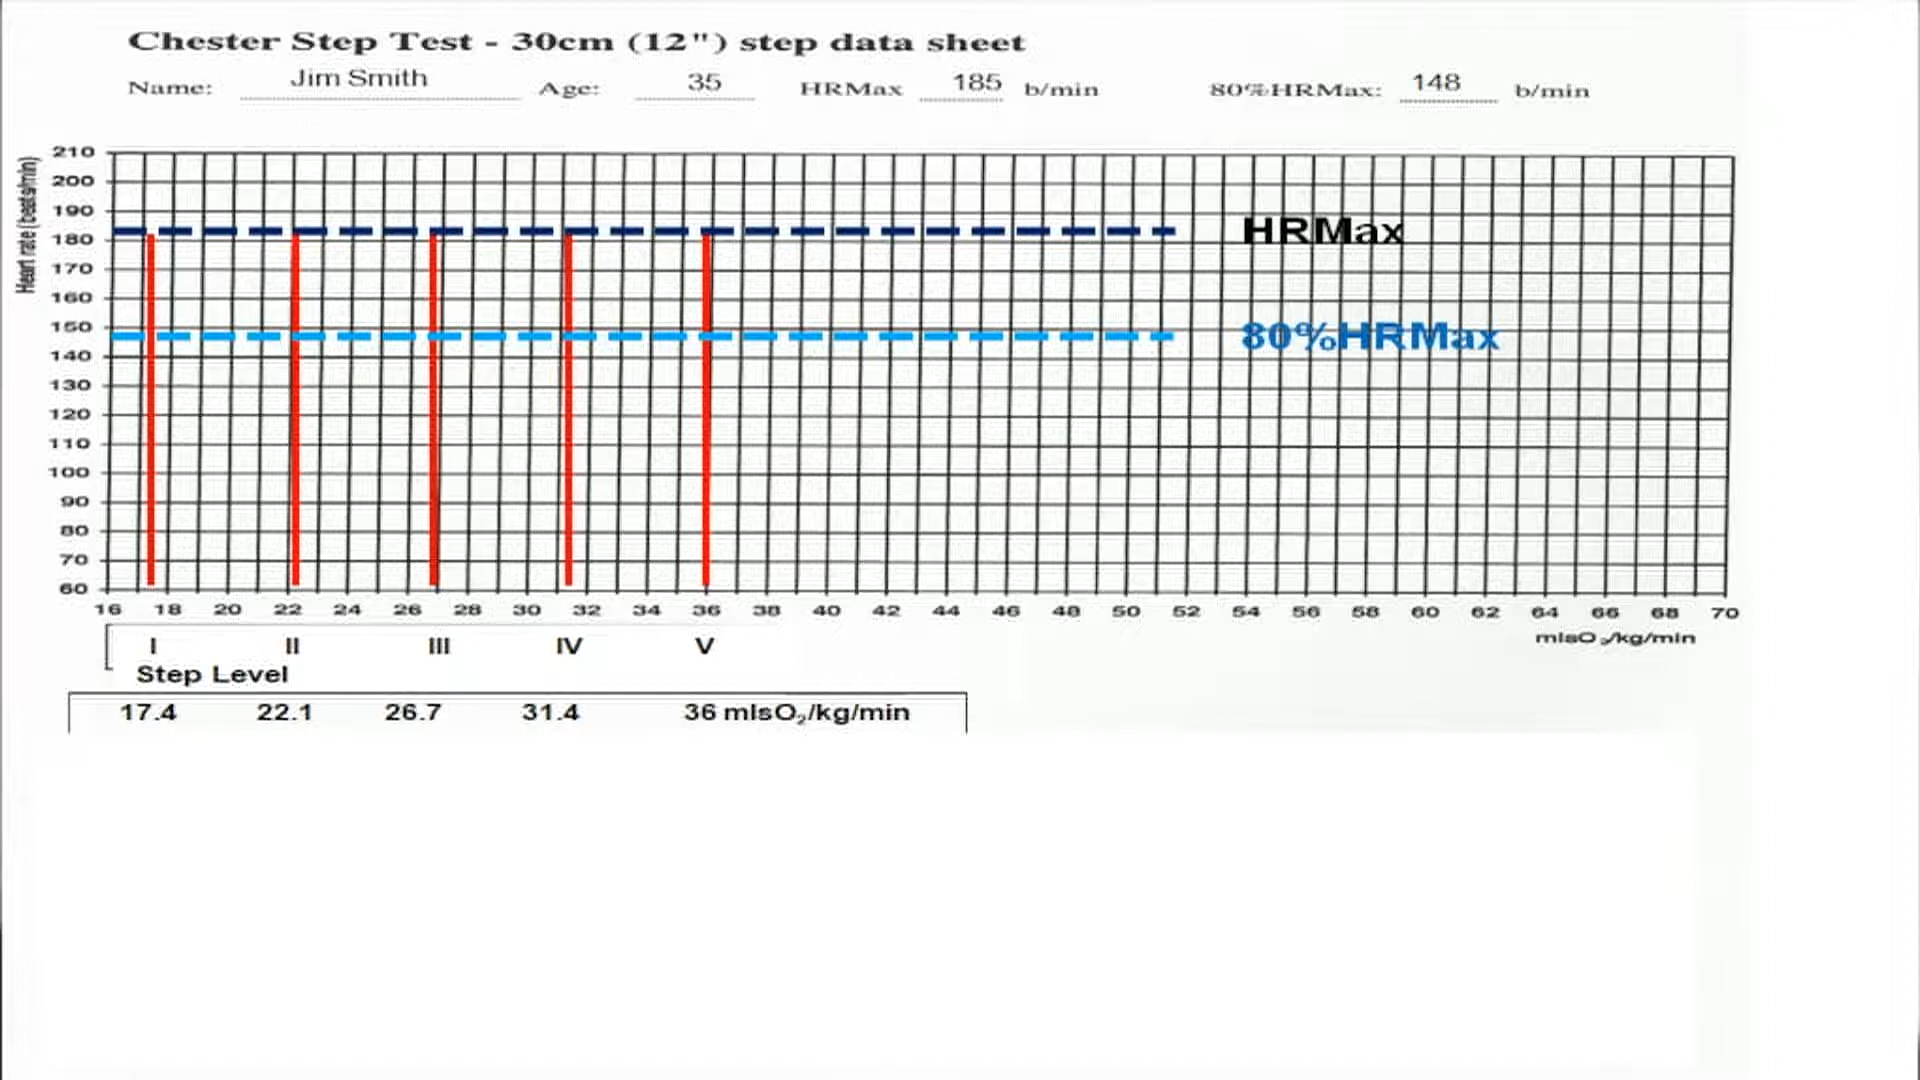 Chester Step Test - 30cm (12") step data sheet
Name: Jim Smith Age: 35 HRMax 185 b/min 80%HRMax: 148 b/min
Heart rate (beats/min)
210
200
190
180
170
160
150
140
130
120
110
100
90
80
70
60
HRMax
80%HRMax
16 18 20 22 24 26 28 30 32 34 36 38 40 42 44 46 48 50 52 54 56 58 60 62 64 66 68 70
mlsO₂/kg/min
I II III IV V
Step Level
17.4 22.1 26.7 31.4 36 mlsO₂/kg/min